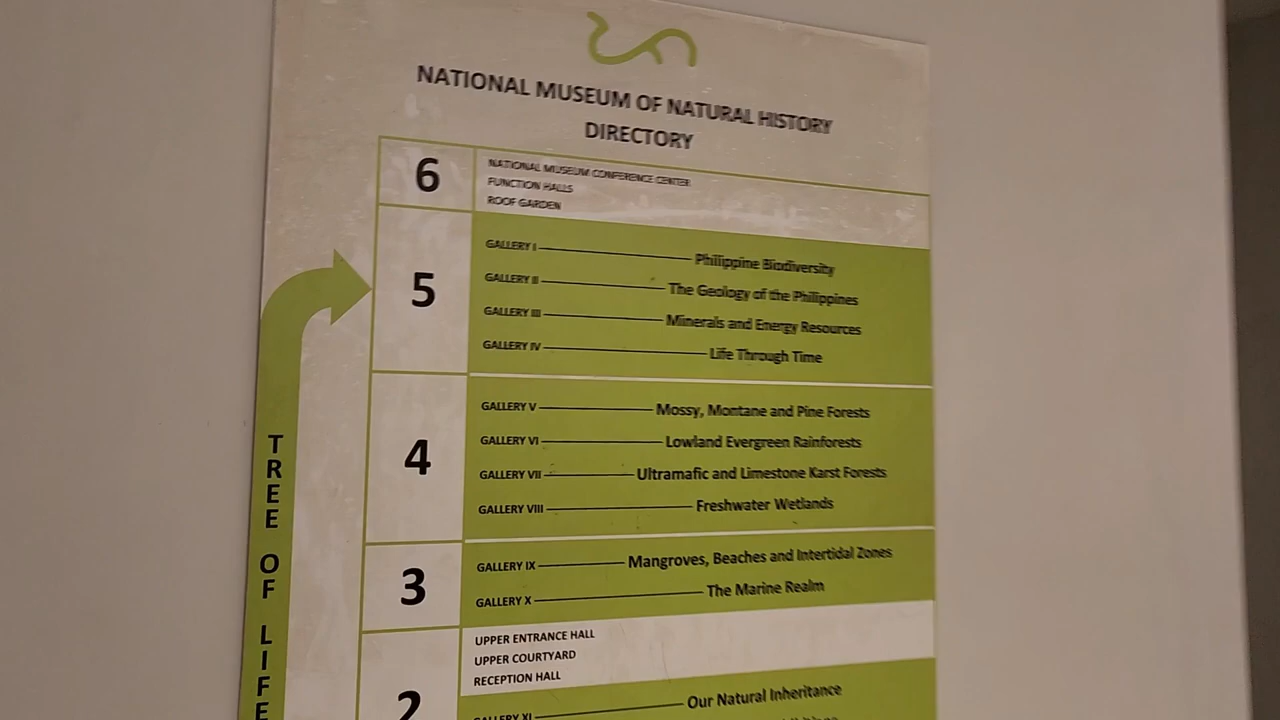 NATIONAL MUSEUM OF NATURAL HISTORY
DIRECTORY
6
NATIONAL MUSEUM CONFERENCE CENTER
FUNCTION HALLS
ROOF GARDEN
5
GALLERY I Philippine Biodiversity
GALLERY II The Geology of the Philippines
GALLERY III Minerals and Energy Resources
GALLERY IV Life Through Time
4
GALLERY V Mossy, Montane and Pine Forests
GALLERY VI Lowland Evergreen Rainforests
GALLERY VII Ultramafic and Limestone Karst Forests
GALLERY VIII Freshwater Wetlands
3
GALLERY IX Mangroves, Beaches and Intertidal Zones
GALLERY X The Marine Realm
2
UPPER ENTRANCE HALL
UPPER COURTYARD
RECEPTION HALL
GALLERY XI Our Natural Inheritance
TREE OF LIFE